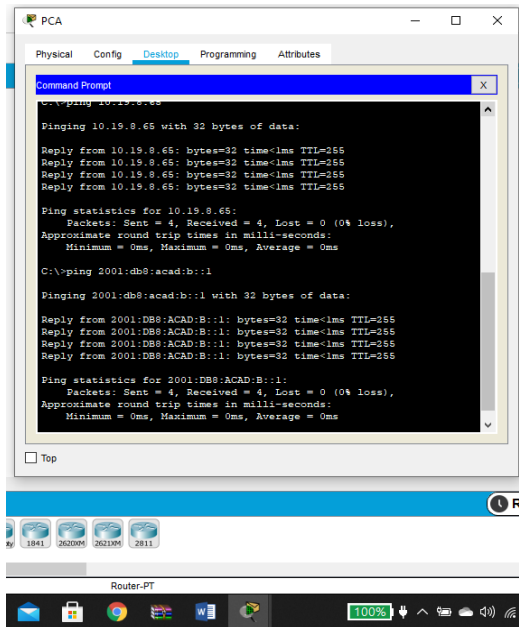 PCA
Physical Config Desktop Programming Attributes
Command Prompt
X
C:\>ping 10.19.8.65
Pinging 10.19.8.65 with 32 bytes of data:
Reply from 10.19.8.65: bytes=32 time<1ms TTL=255
Reply from 10.19.8.65: bytes=32 time<1ms TTL=255
Reply from 10.19.8.65: bytes=32 time<1ms TTL=255
Reply from 10.19.8.65: bytes=32 time<1ms TTL=255
Ping statistics for 10.19.8.65:
Packets: Sent = 4, Received = 4, Lost = 0 (0% loss),
Approximate round trip times in milli-seconds:
Minimum = 0ms, Maximum = 0ms, Average = 0ms
C:\>ping 2001:db8:acad:b::1
Pinging 2001:db8:acad:b::1 with 32 bytes of data:
Reply from 2001:DB8:ACAD:B::1: bytes=32 time<1ms TTL=255
Reply from 2001:DB8:ACAD:B::1: bytes=32 time<1ms TTL=255
Reply from 2001:DB8:ACAD:B::1: bytes=32 time<1ms TTL=255
Reply from 2001:DB8:ACAD:B::1: bytes=32 time<1ms TTL=255
Ping statistics for 2001:DB8:ACAD:B::1:
Packets: Sent = 4, Received = 4, Lost = 0 (0% loss),
Approximate round trip times in milli-seconds:
Minimum = 0ms, Maximum = 0ms, Average = 0ms
Top
R
1841 2620XM 2621XM 2811
Router-PT
100%